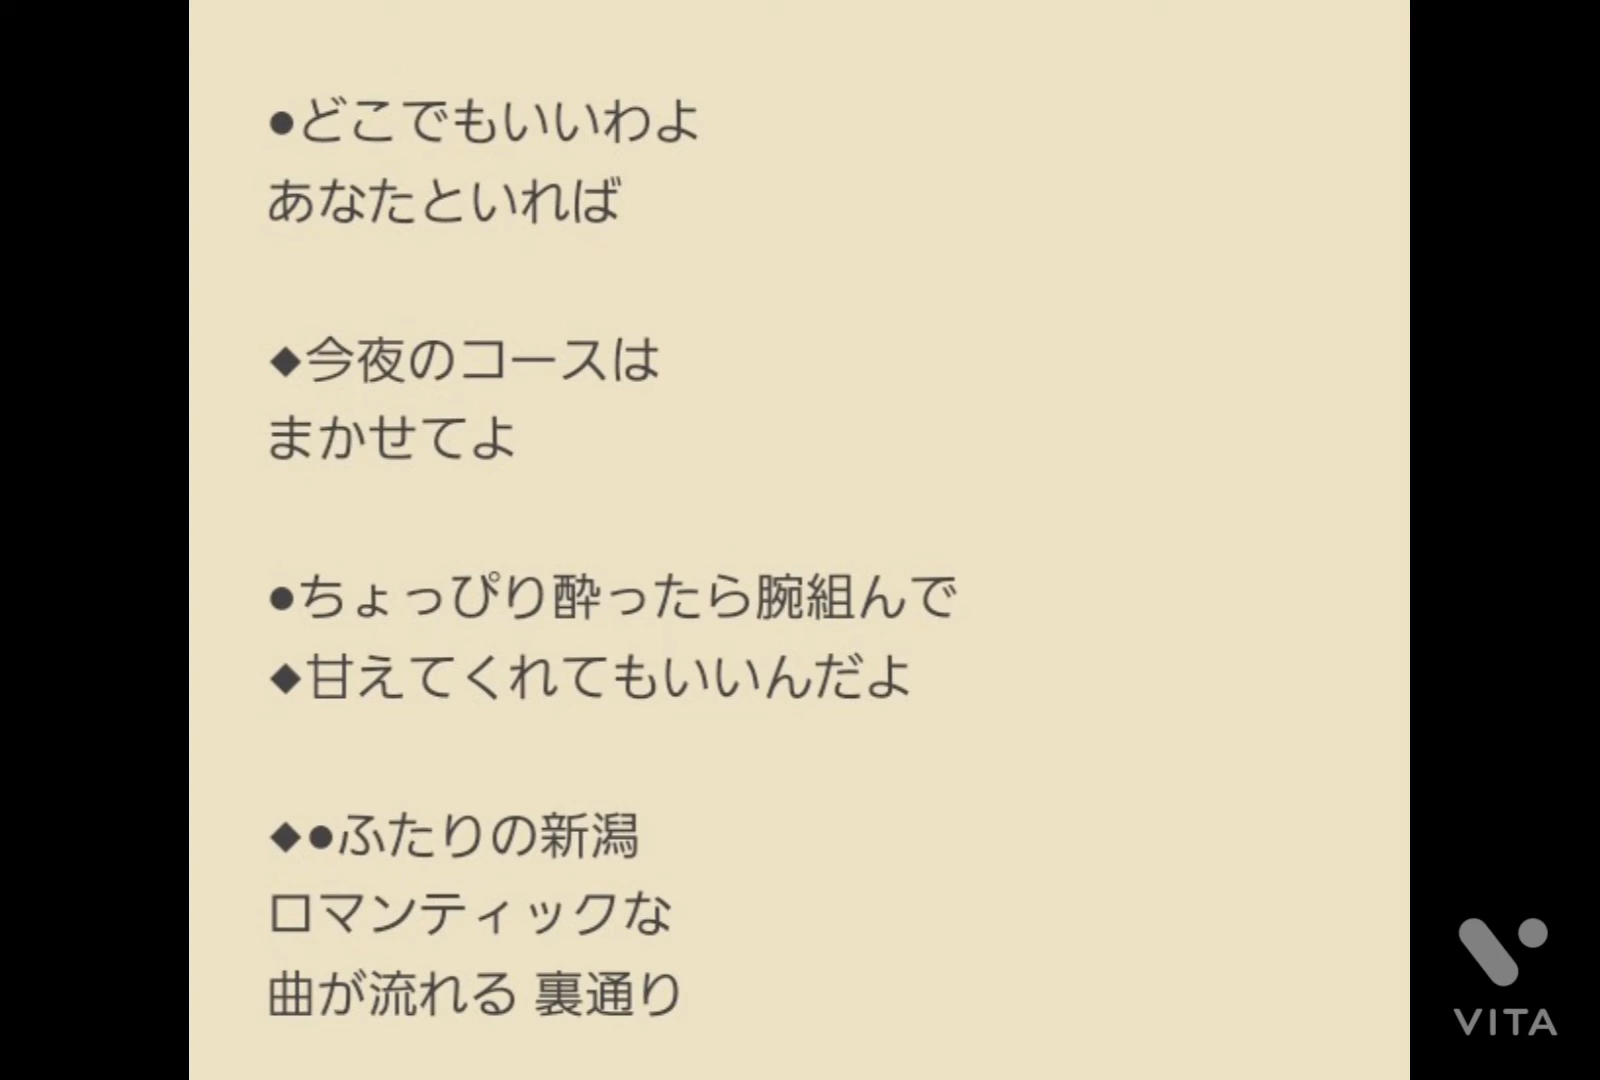 ●どこでもいいわよ
あなたといれば
◆今夜のコースは
まかせてよ
●ちょっぴり酔ったら腕組んで
◆甘えてくれてもいいんだよ
◆●ふたりの新潟
ロマンティックな
曲が流れる 裏通り
VITA